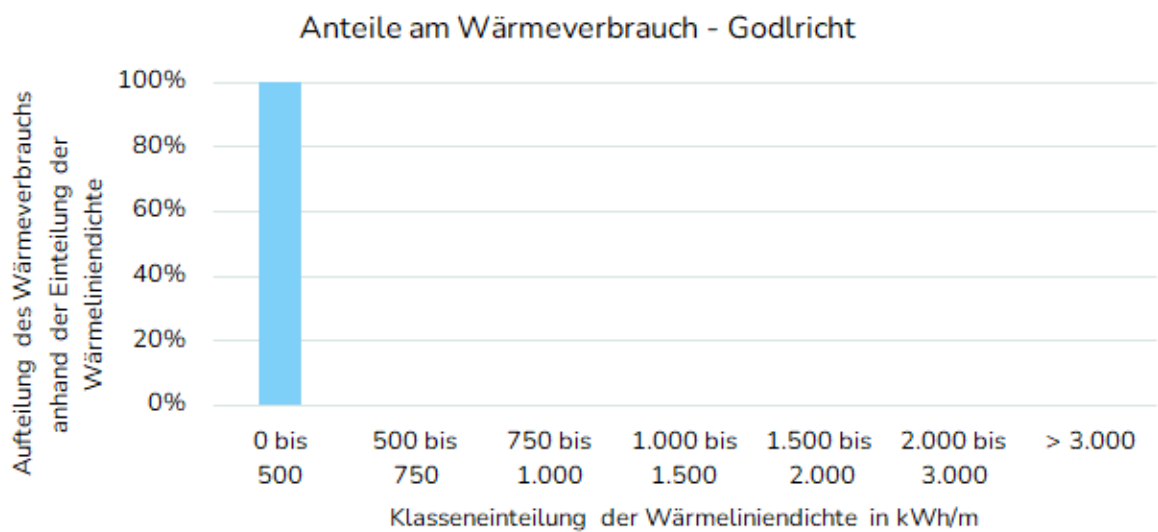 Anteile am Wärmeverbrauch - Godlricht
Aufteilung des Wärmeverbrauchs
anhand der Einteilung der
Wärmeliniendichte
100%
80%
60%
40%
20%
0%
0 bis 500 bis 750 bis 1.000 bis 1.500 bis 2.000 bis > 3.000
500 750 1.000 1.500 2.000 3.000
Klasseneinteilung der Wärmeliniendichte in kWh/m